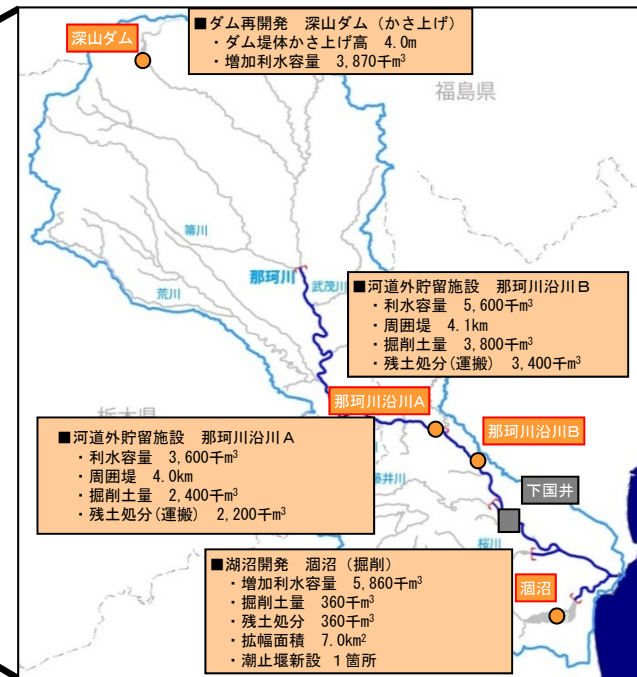 ■ダム再開発　深山ダム（かさ上げ）
・ダム堤体かさ上げ高　4.0m
・増加利水容量　3,870千m³
深山ダム
福島県
箒川
那珂川
武茂川
荒川
■河道外貯留施設　那珂川沿川B
・利水容量　5,600千m³
・周囲堤　4.1km
・掘削土量　3,800千m³
・残土処分(運搬)　3,400千m³
那珂川沿川A
栃木県
那珂川沿川B
■河道外貯留施設　那珂川沿川A
・利水容量　3,600千m³
・周囲堤　4.0km
・掘削土量　2,400千m³
・残土処分(運搬)　2,200千m³
藤井川
下国井
桜川
■湖沼開発　涸沼（掘削）
・増加利水容量　5,860千m³
・掘削土量　360千m³
・残土処分　360千m³
・拡幅面積　7.0km²
・潮止堰新設　1箇所
涸沼